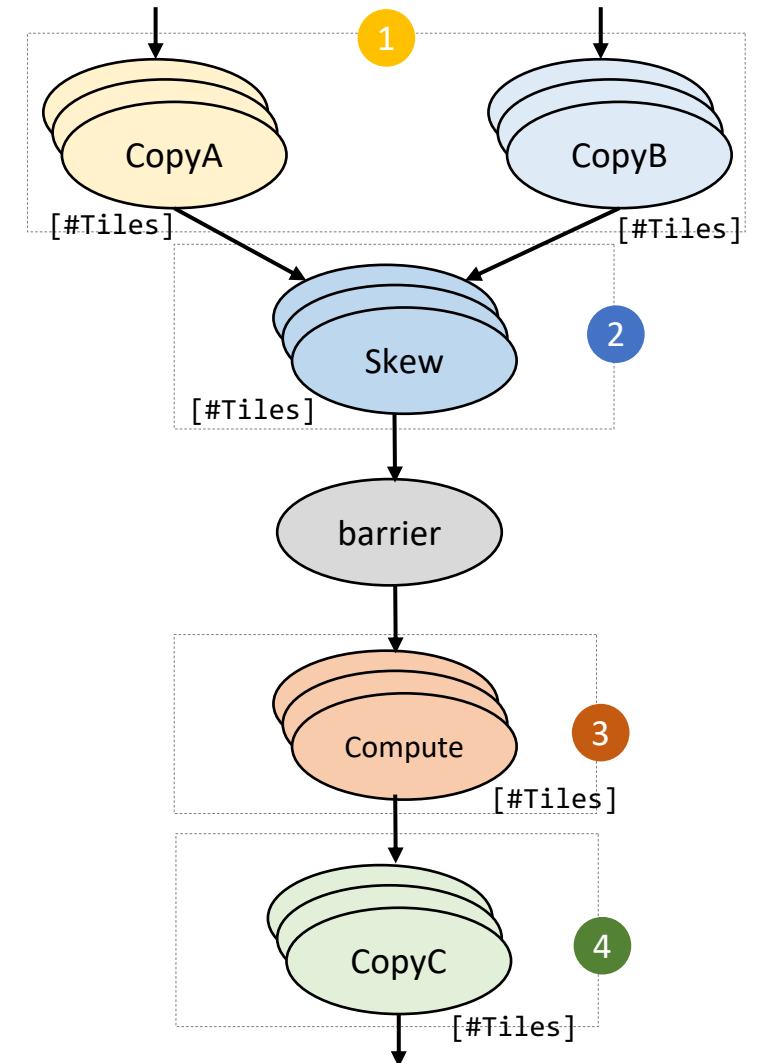 1
CopyA
CopyB
[#Tiles]
[#Tiles]
2
Skew
[#Tiles]
barrier
3
Compute
[#Tiles]
4
CopyC
[#Tiles]